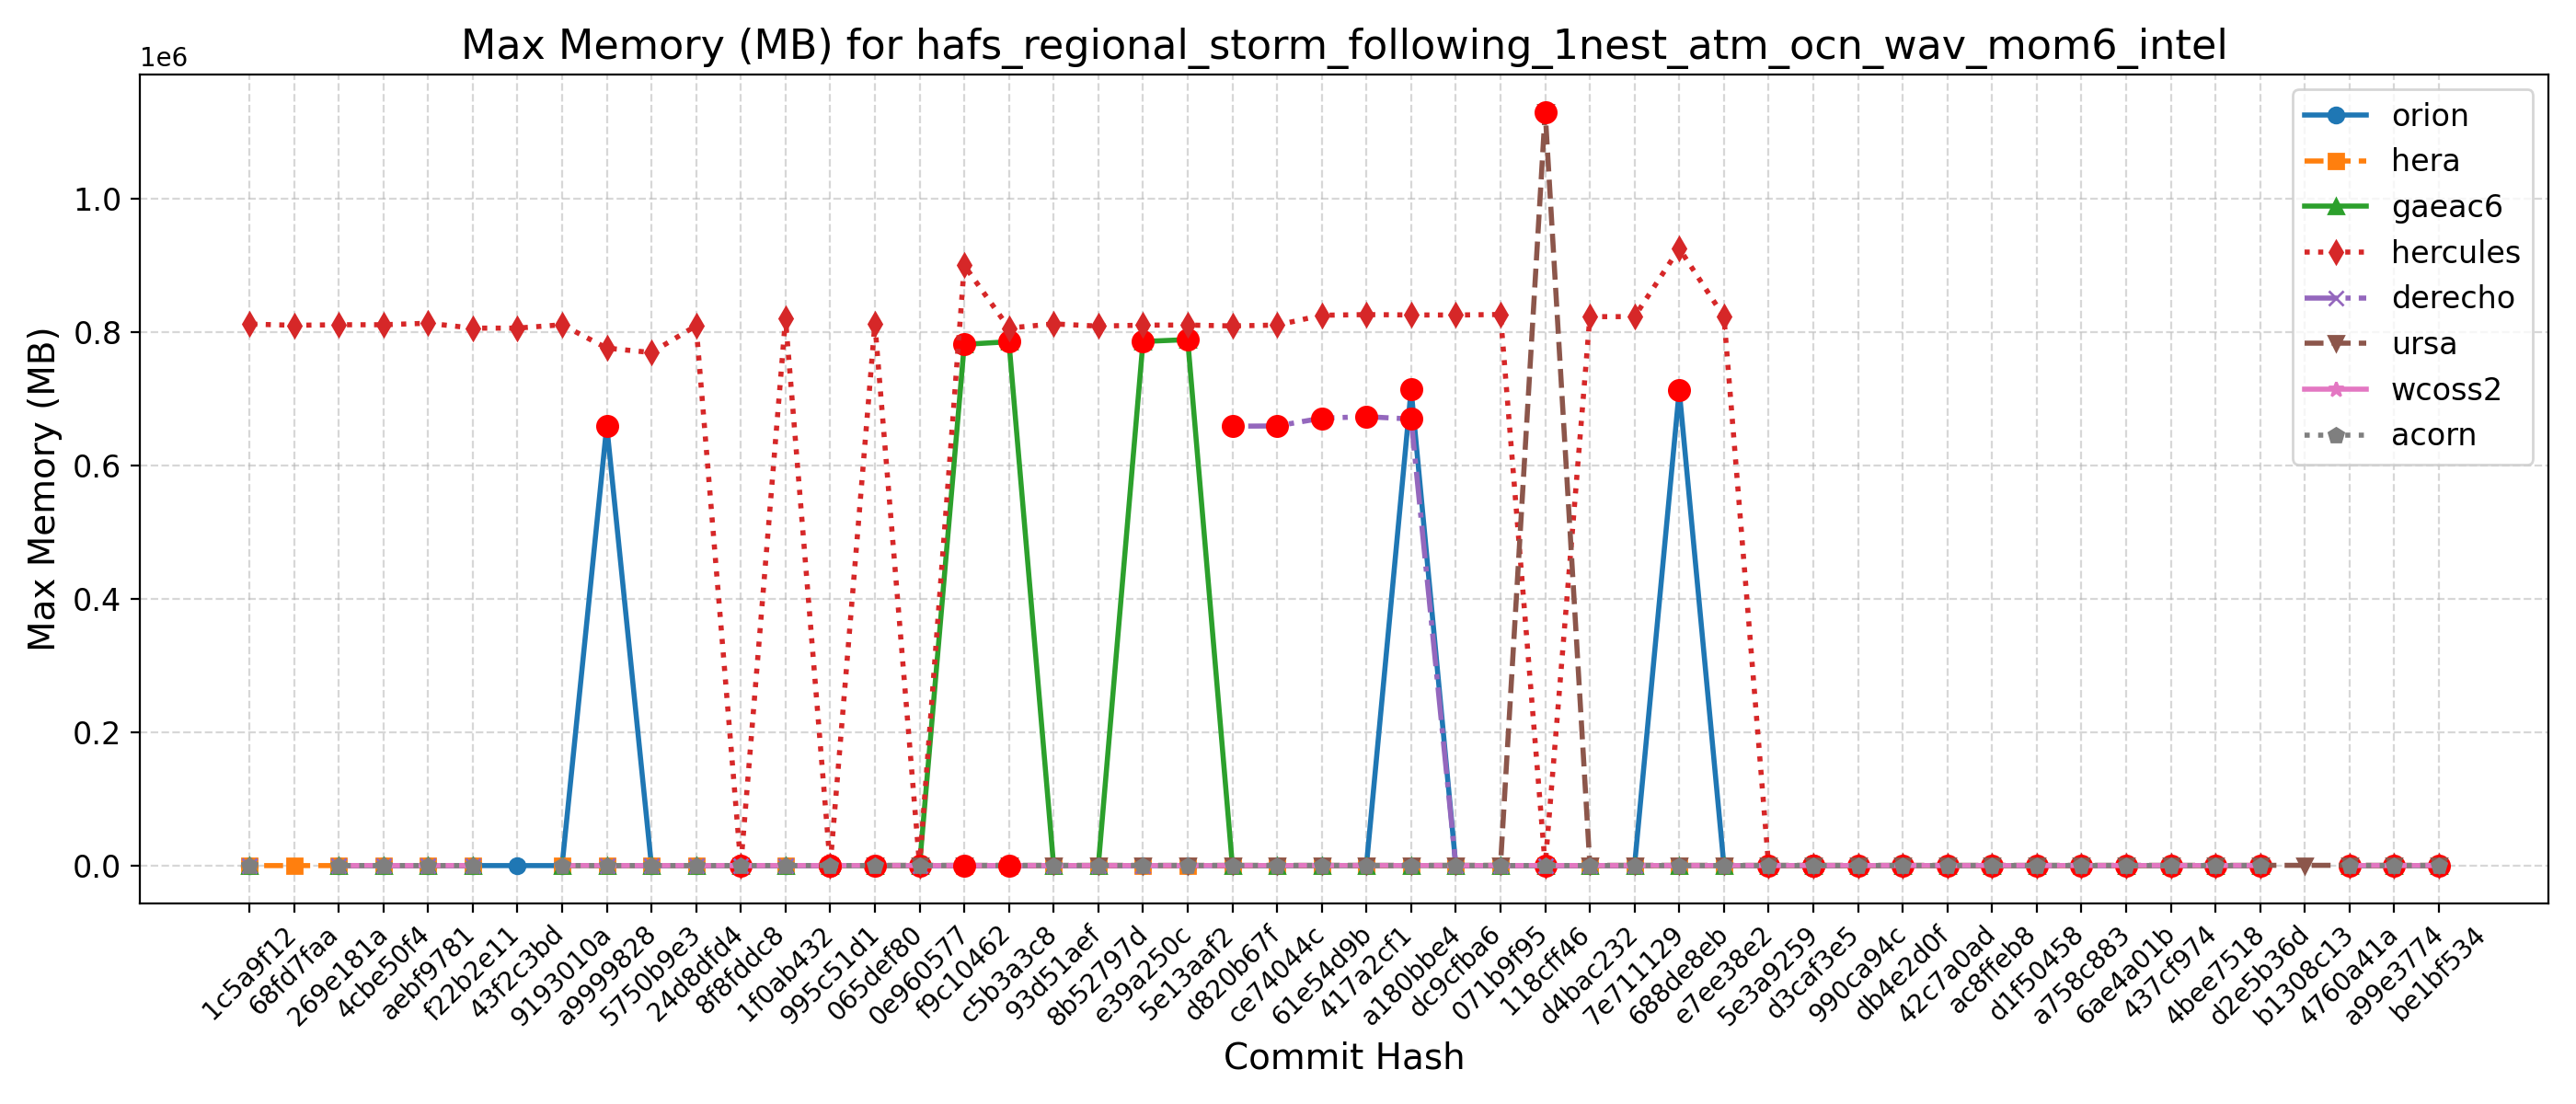 Max Memory (MB) for hafs_regional_storm_following_1nest_atm_ocn_wav_mom6_intel
1e6
Max Memory (MB)
1.0
0.8
0.6
0.4
0.2
0.0
orion
hera
gaeac6
hercules
derecho
ursa
wcoss2
acorn
1c5a9f12
68fd7faa
269e181a
4cbe50f4
aebf9781
f22b2e11
43f2c3bd
9193010a
a9999828
5750b9e3
24d8dfd4
8f8fddc8
1f0ab432
995c51d1
065def80
0e960577
f9c10462
c5b3a3c8
93d51aef
8b52797d
e39a250c
5e13aaf2
d820b67f
ce74044c
61e54d9b
417a2cf1
a180bbe4
dc9cfba6
071b9f95
118cff46
d4bac232
7e711129
688de8eb
e7ee38e2
5e3a9259
d3caf3e5
990ca94c
db4e2d0f
42c7a0ad
ac8ffeb8
d1f50458
a758c883
6ae4a01b
437cf974
4bee7518
d2e5b36d
b1308c13
4760a41a
a99e3774
be1bf534
Commit Hash